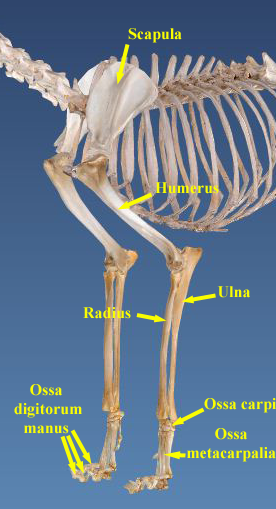 Scapula
Humerus
Ulna
Radius
Ossa
digitorum
manus
Ossa carpi
Ossa
metacarpalia